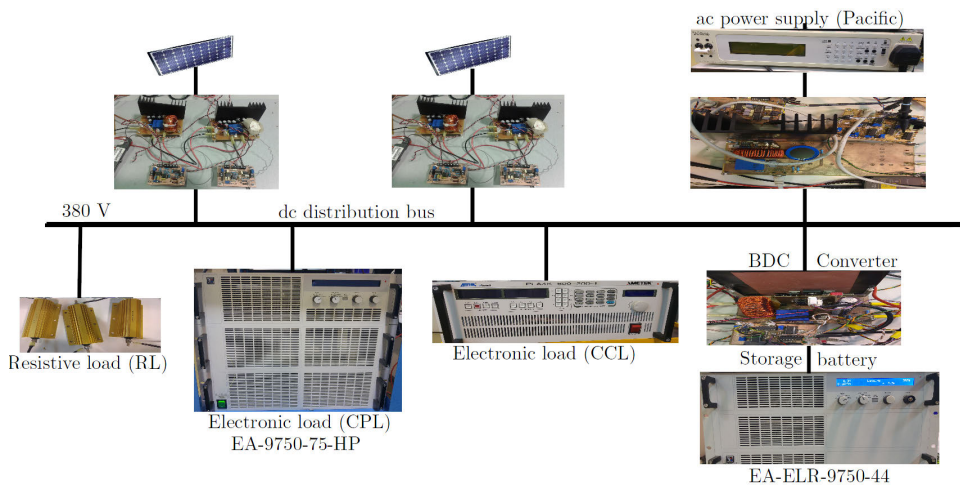 ac power supply (Pacific)
380 V
dc distribution bus
BDC Converter
Resistive load (RL)
Electronic load (CPL)
EA-9750-75-HP
Electronic load (CCL)
Storage battery
EA-ELR-9750-44